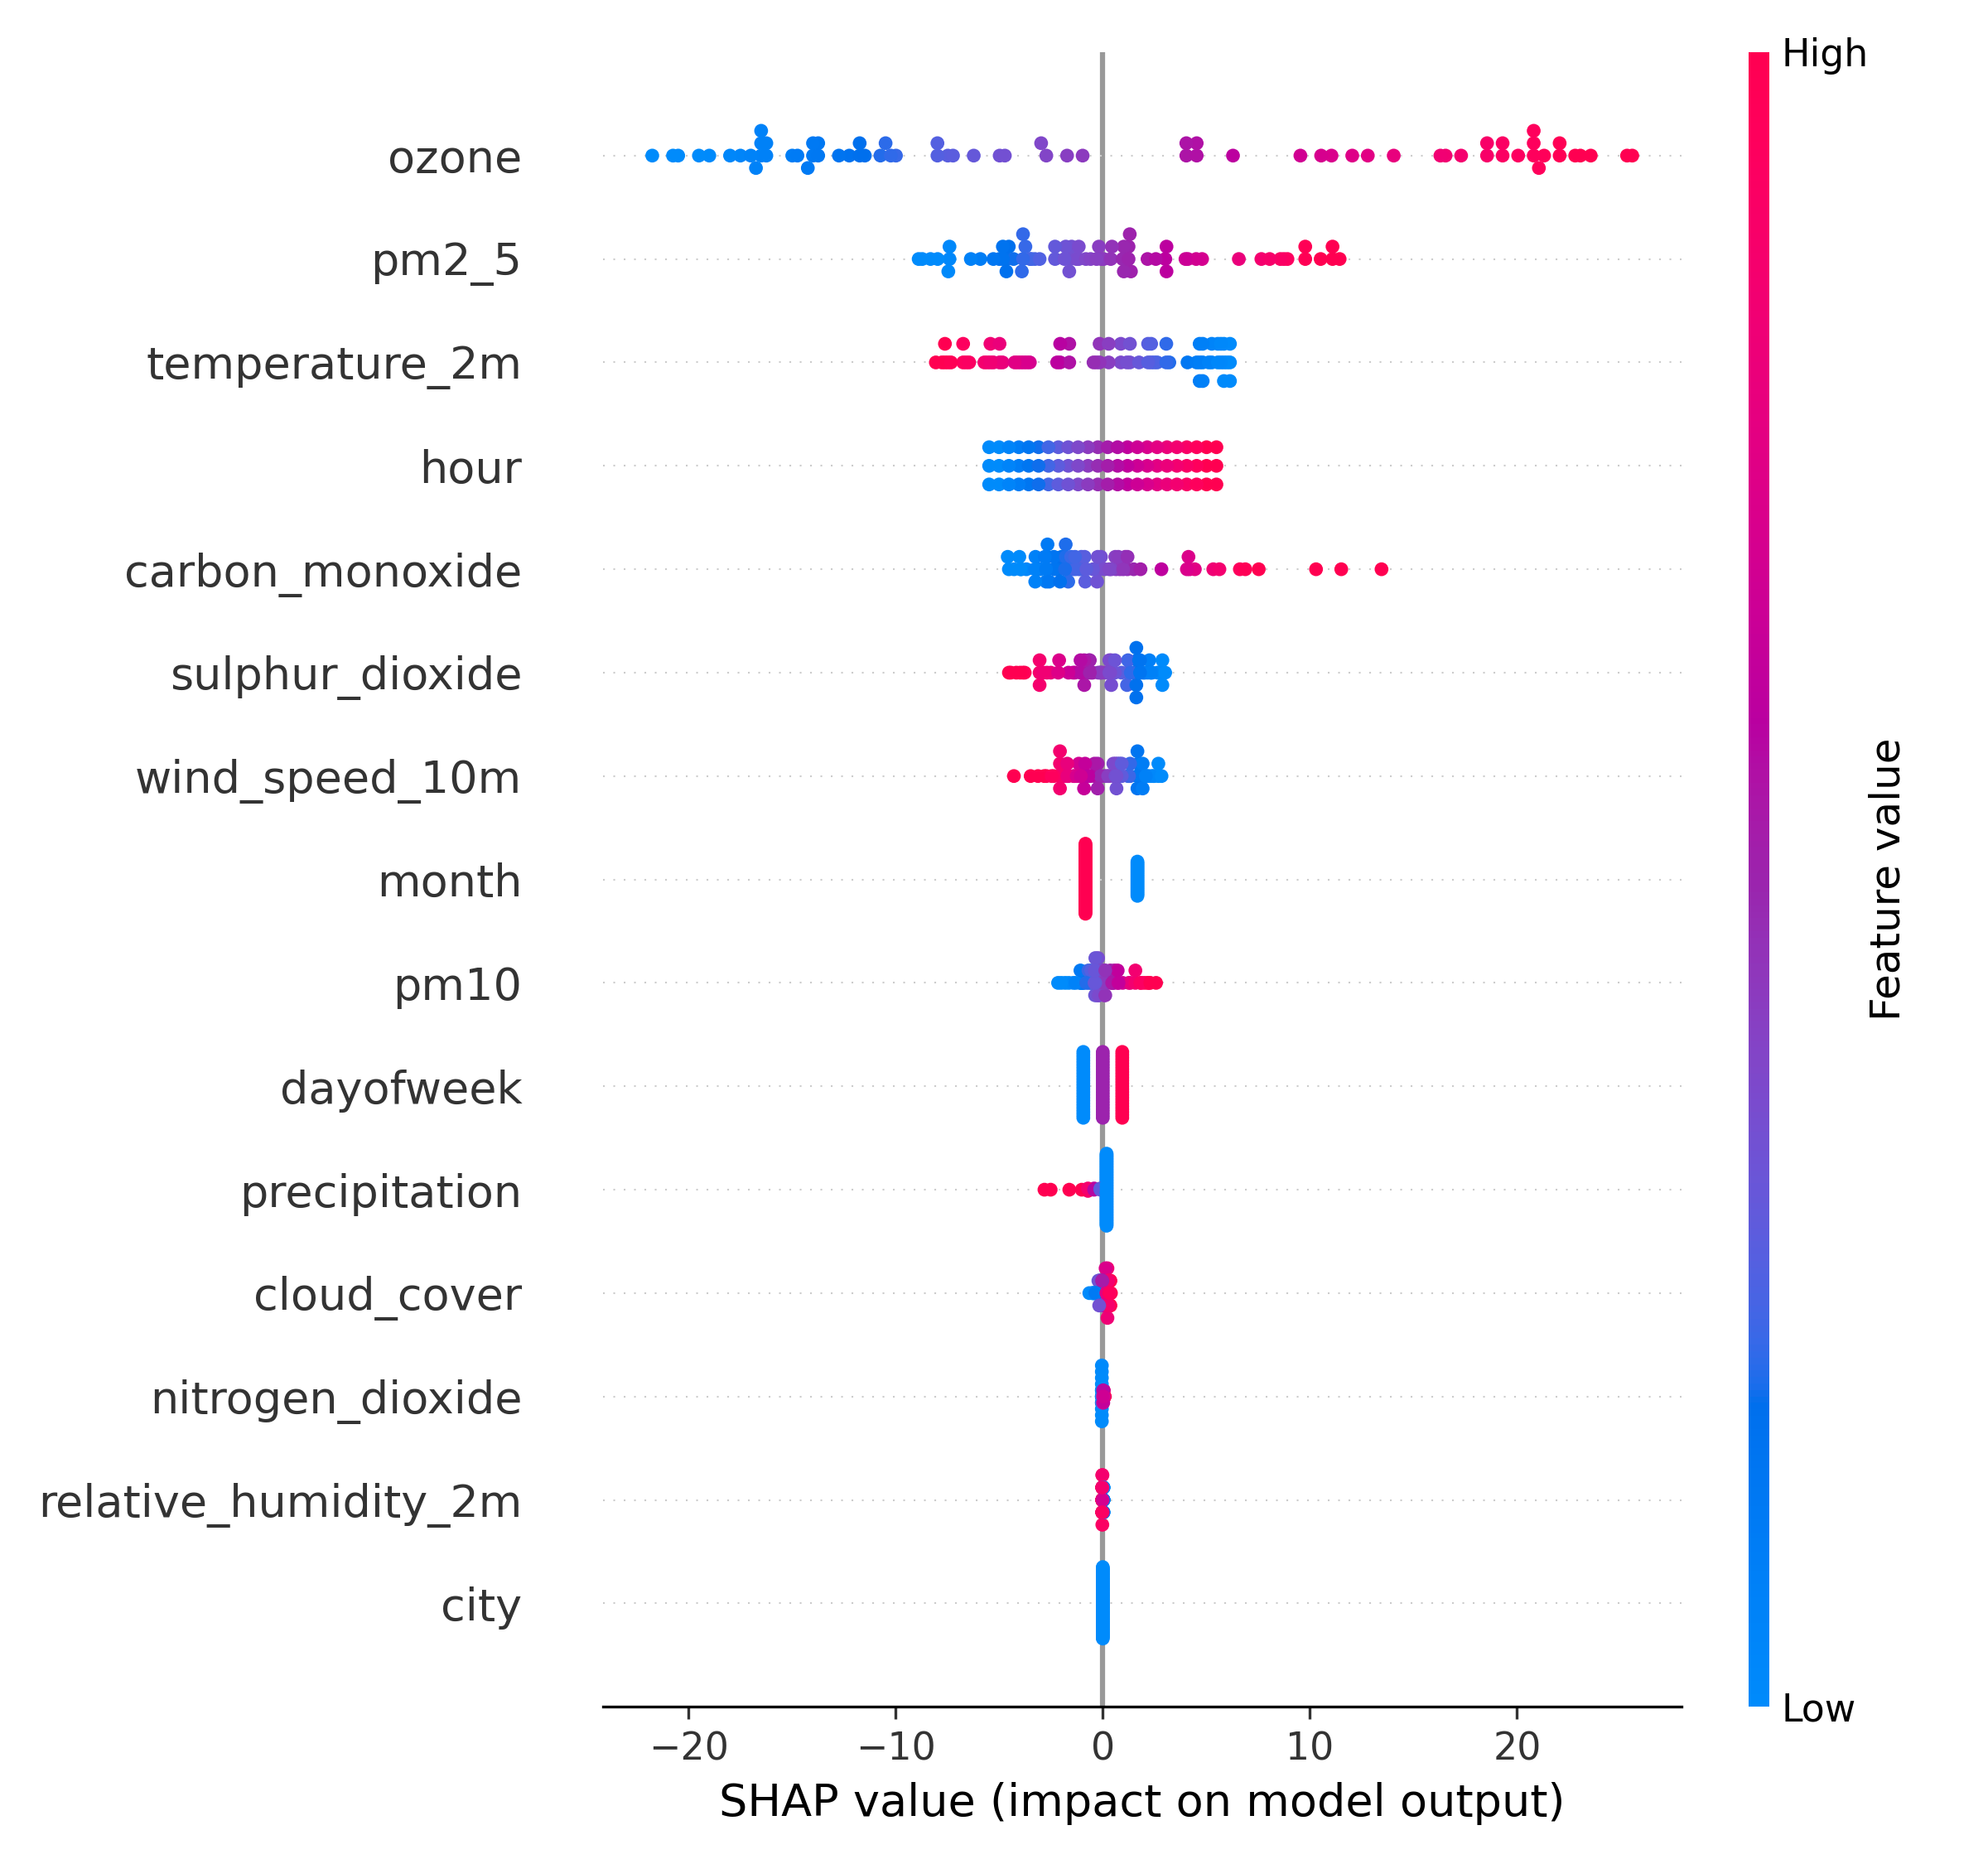 High
ozone
pm2_5
temperature_2m
hour
carbon_monoxide
sulphur_dioxide
wind_speed_10m
month
pm10
dayofweek
precipitation
cloud_cover
nitrogen_dioxide
relative_humidity_2m
city
Feature value
Low
−20 −10 0 10 20
SHAP value (impact on model output)